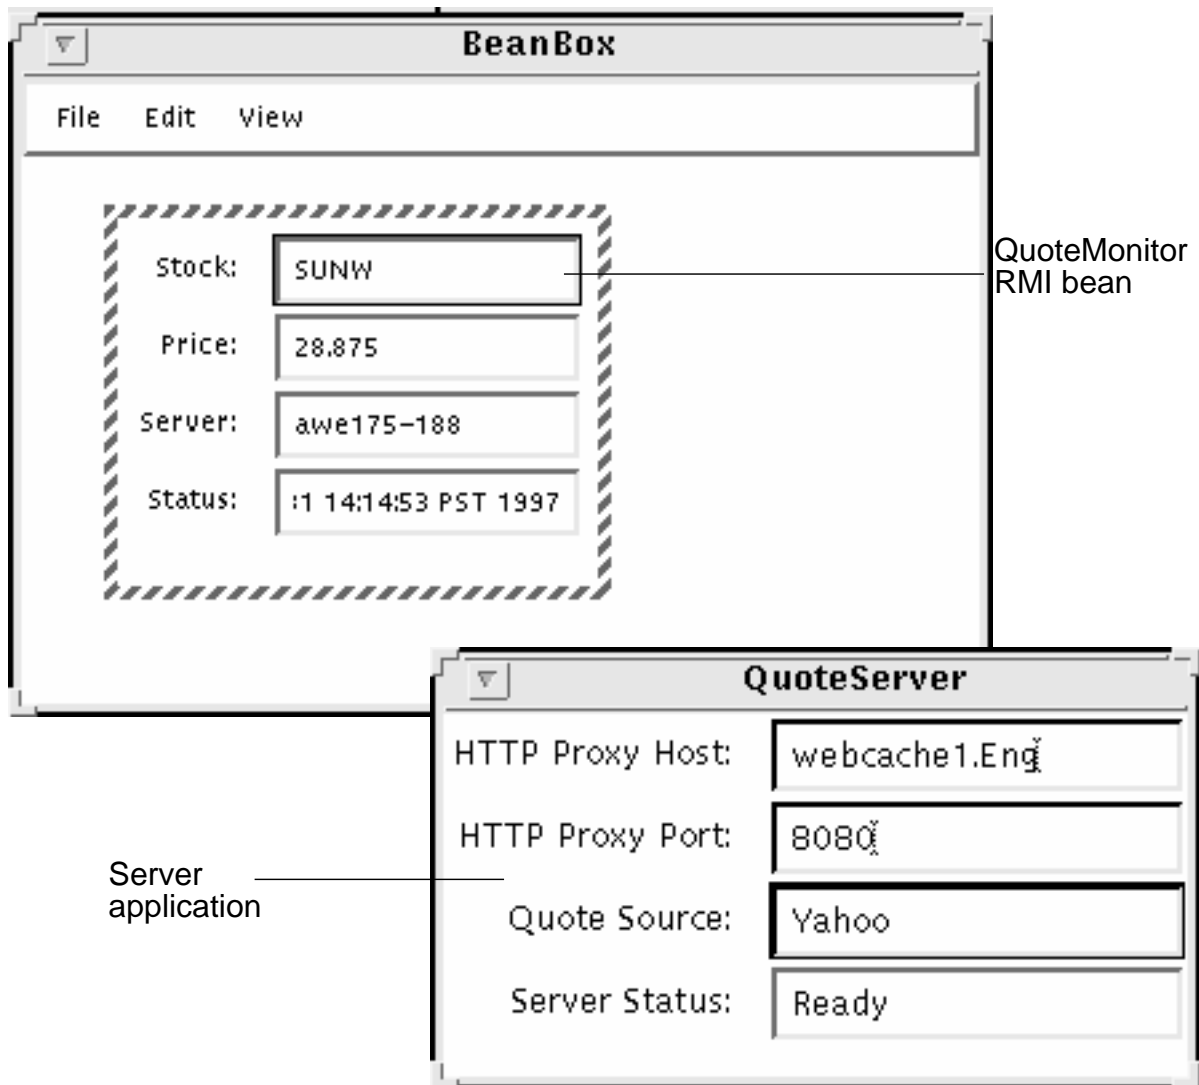 BeanBox
File Edit View
Stock: SUNW
Price: 28.875
Server: awe175-188
Status: :1 14:14:53 PST 1997
QuoteMonitor
RMI bean
QuoteServer
HTTP Proxy Host: webcache1.Eng
HTTP Proxy Port: 8080
Quote Source: Yahoo
Server Status: Ready
Server
application